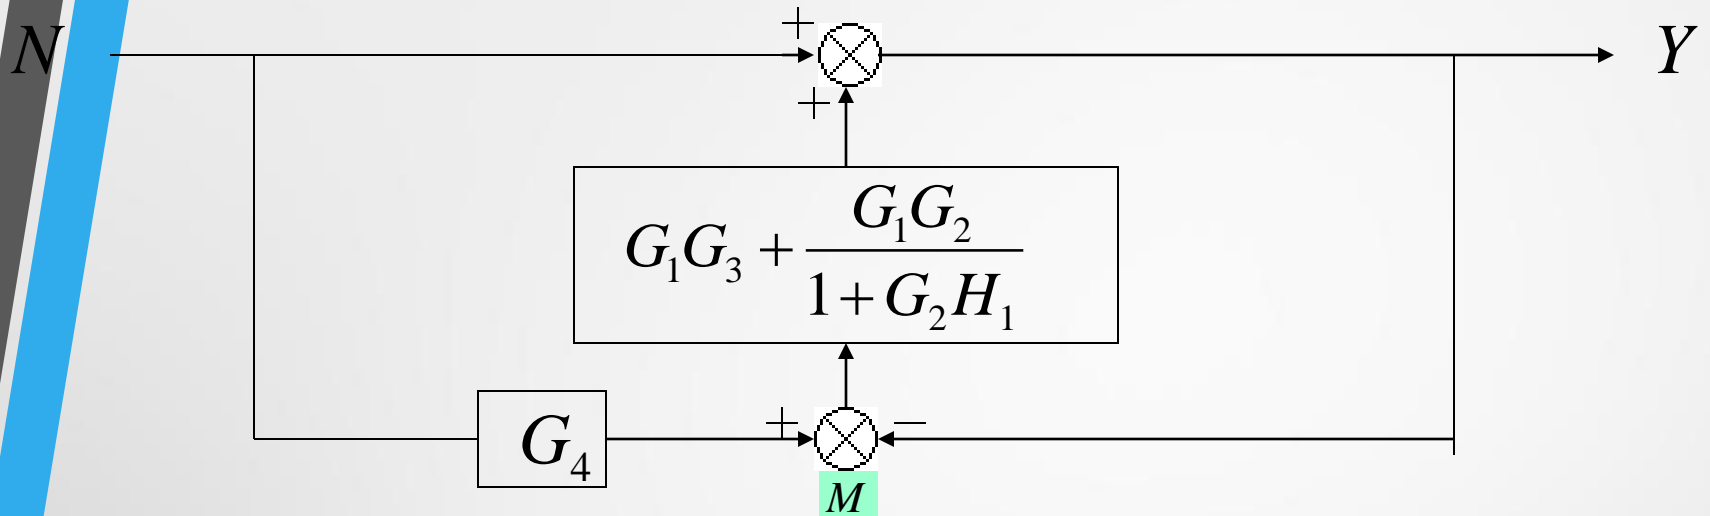 N + Y
+
G₁G₃ + G₁G₂ / (1 + G₂H₁)
G₄ + −
M